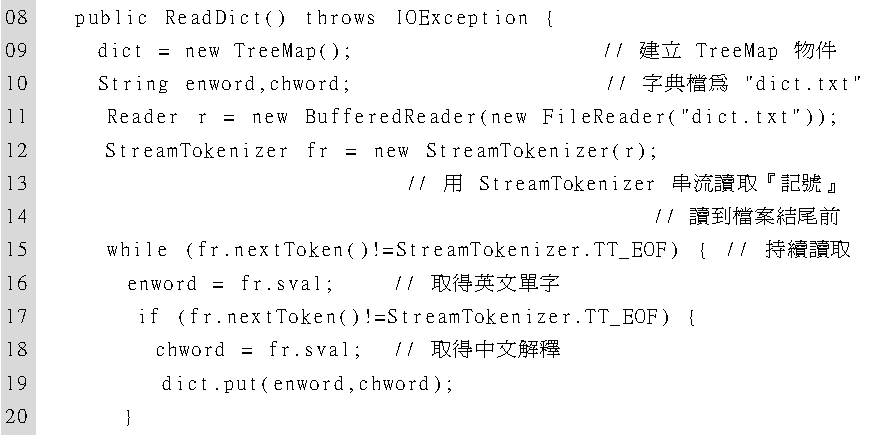 08 public ReadDict() throws IOException {
09 dict = new TreeMap(); // 建立 TreeMap 物件
10 String enword,chword; // 字典檔為 "dict.txt"
11 Reader r = new BufferedReader(new FileReader("dict.txt"));
12 StreamTokenizer fr = new StreamTokenizer(r);
13 // 用 StreamTokenizer 串流讀取『記號』
14 // 讀到檔案結尾前
15 while (fr.nextToken()!=StreamTokenizer.TT_EOF) { // 持續讀取
16 enword = fr.sval; // 取得英文單字
17 if (fr.nextToken()!=StreamTokenizer.TT_EOF) {
18 chword = fr.sval; // 取得中文解釋
19 dict.put(enword,chword);
20 }